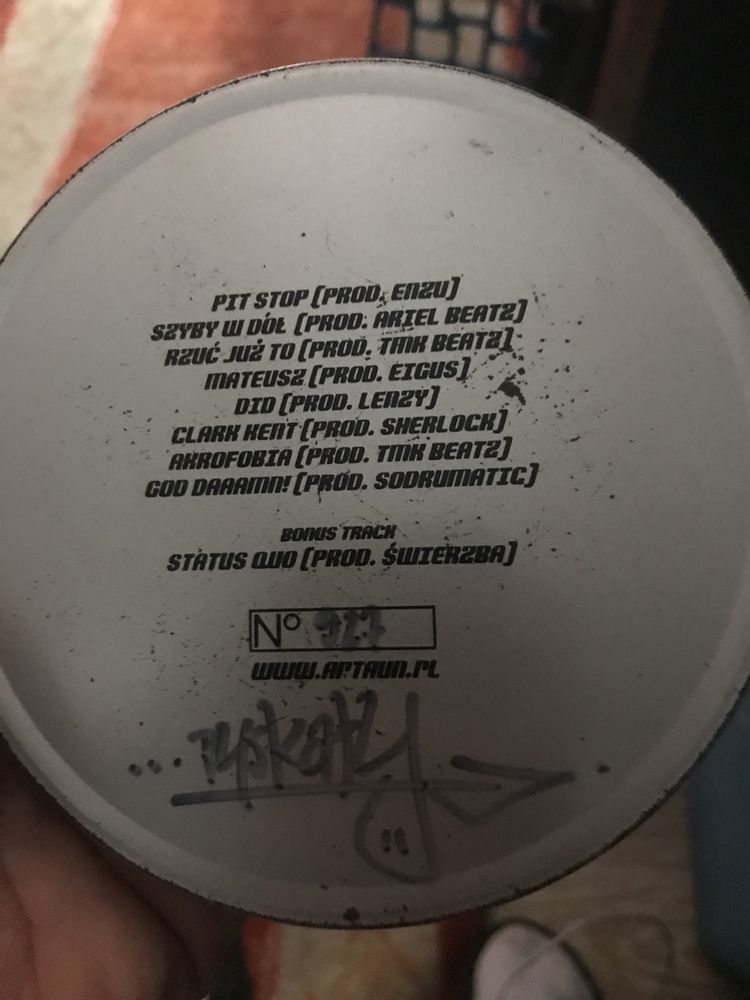 PIT STOP (PROD. ENZU)
SZYBY W DÓŁ (PROD. ARIEL BEATZ)
RZUĆ JUŻ TO (PROD. TMK BEATZ)
MATEUSZ (PROD. EIGUS)
DID (PROD. LENZY)
CLARK KENT (PROD. SHERLOCK)
AKROFOBIA (PROD. TMK BEATZ)
GOD DAAAMN! (PROD. SODRUMATIC)
BONUS TRACK
STATUS QUO (PROD. ŚWIERZBA)
Nº
WWW.APTAUN.PL